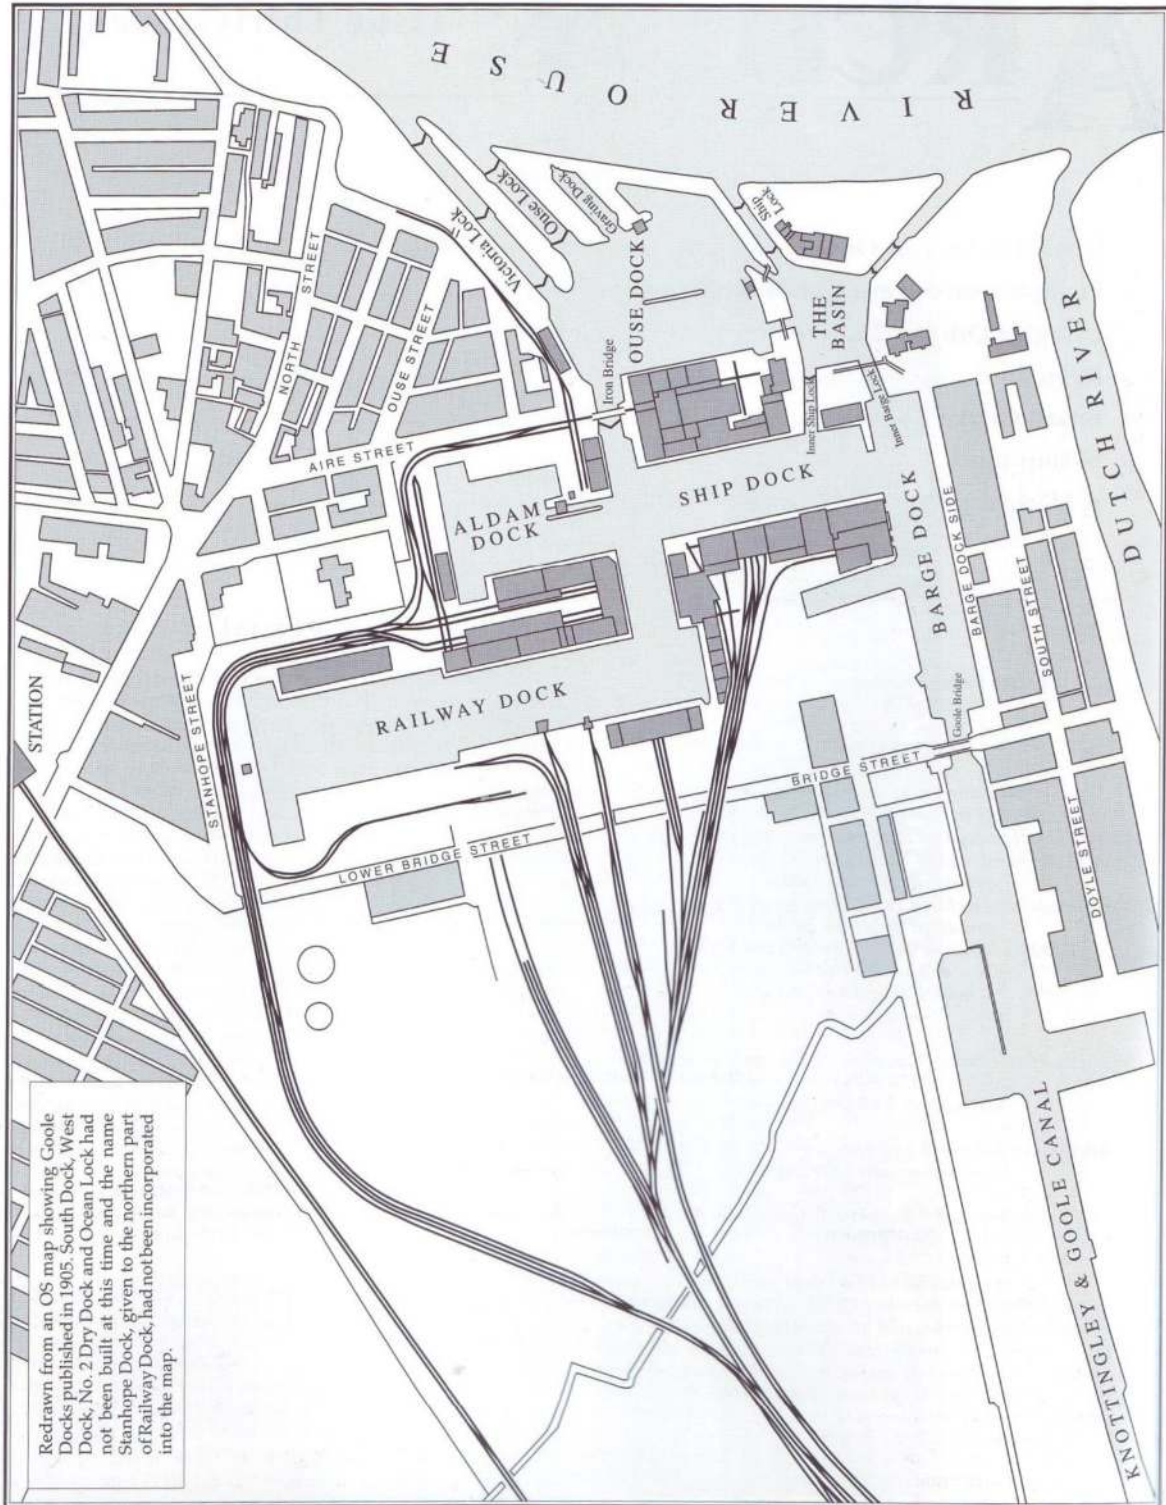 RIVER OUSE
DUTCH RIVER
Victoria Lock
Ouse Lock
Graving Dock
Ship
Lock
OUSE DOCK
THE
BASIN
Iron Bridge
Inner Ship Lock
Inner Barge Lock
NORTH STREET
OUSE STREET
AIRE STREET
ALDAM
DOCK
SHIP DOCK
BARGE DOCK
BARGE DOCK SIDE
SOUTH STREET
STATION
STANHOPE STREET
RAILWAY DOCK
BRIDGE STREET
Goole Bridge
LOWER BRIDGE STREET
DOYLE STREET
KNOTTINGLEY & GOOLE CANAL
Redrawn from an OS map showing Goole
Docks published in 1905. South Dock, West
Dock, No. 2 Dry Dock and Ocean Lock had
not been built at this time and the name
Stanhope Dock, given to the northern part
of Railway Dock, had not been incorporated
into the map.